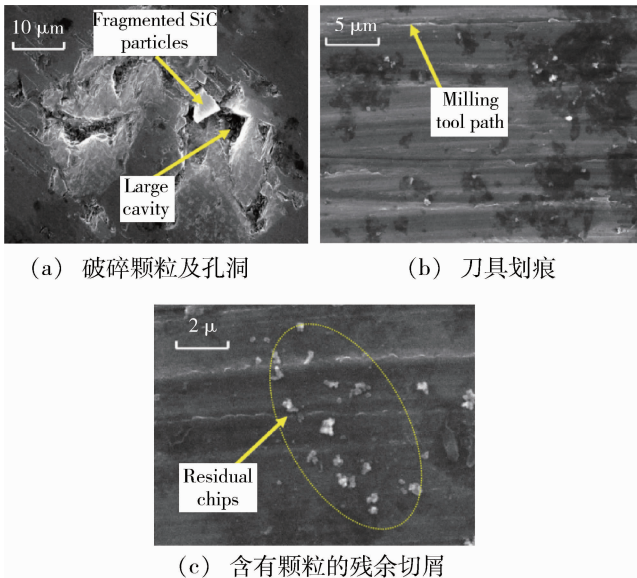 10 μm
Fragmented SiC
particles
Large
cavity
(a) 破碎颗粒及孔洞
5 μm
Milling
tool path
(b) 刀具划痕
2 μ
Residual
chips
(c) 含有颗粒的残余切屑